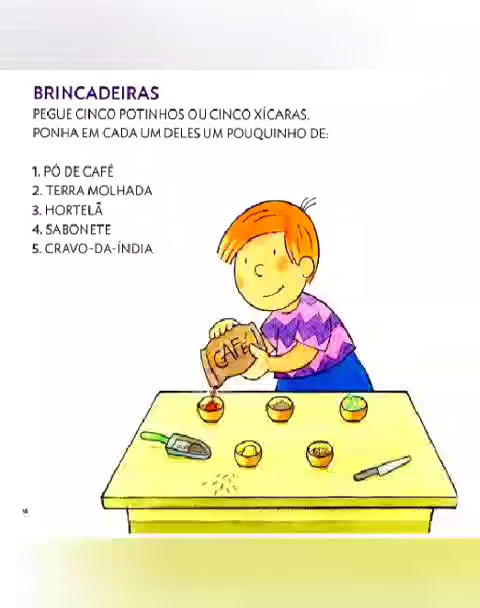 BRINCADEIRAS
PEGUE CINCO POTINHOS OU CINCO XÍCARAS.
PONHA EM CADA UM DELES UM POUQUINHO DE:
1. PÓ DE CAFÉ
2. TERRA MOLHADA
3. HORTELÃ
4. SABONETE
5. CRAVO-DA-ÍNDIA
CAFÉ
16